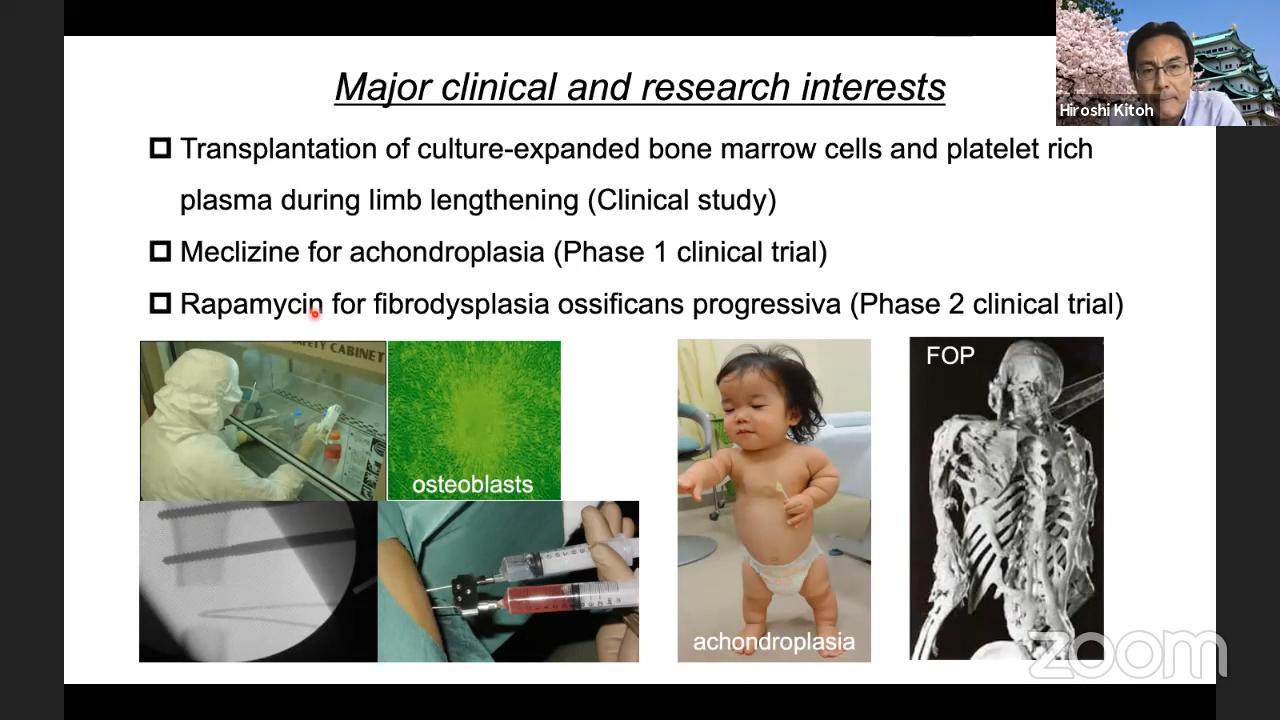 Major clinical and research interests
Hiroshi Kitoh
Transplantation of culture-expanded bone marrow cells and platelet rich
plasma during limb lengthening (Clinical study)
Meclizine for achondroplasia (Phase 1 clinical trial)
Rapamycin for fibrodysplasia ossificans progressiva (Phase 2 clinical trial)
CABINET
osteoblasts
achondroplasia
FOP
zoom